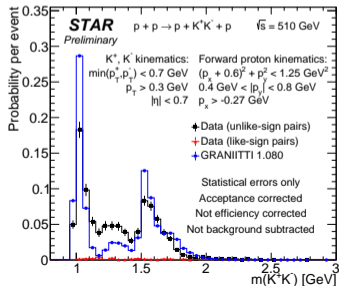 STAR p + p → p + K⁺K⁻ + p √s = 510 GeV
Preliminary
K⁺, K⁻ kinematics: Forward proton kinematics:
min(p_T⁺,p_T⁻) < 0.7 GeV (pₓ + 0.6)² + p_y² < 1.25 GeV²
p_T > 0.3 GeV 0.4 GeV < |p_y| < 0.8 GeV
|η| < 0.7 pₓ > -0.27 GeV
Data (unlike-sign pairs)
Data (like-sign pairs)
GRANIITTI 1.080
Statistical errors only
Acceptance corrected
Not efficiency corrected
Not background subtracted
Probability per event
0.35
0.3
0.25
0.2
0.15
0.1
0.05
0
1 1.5 2 2.5 3
m(K⁺K⁻) [GeV]